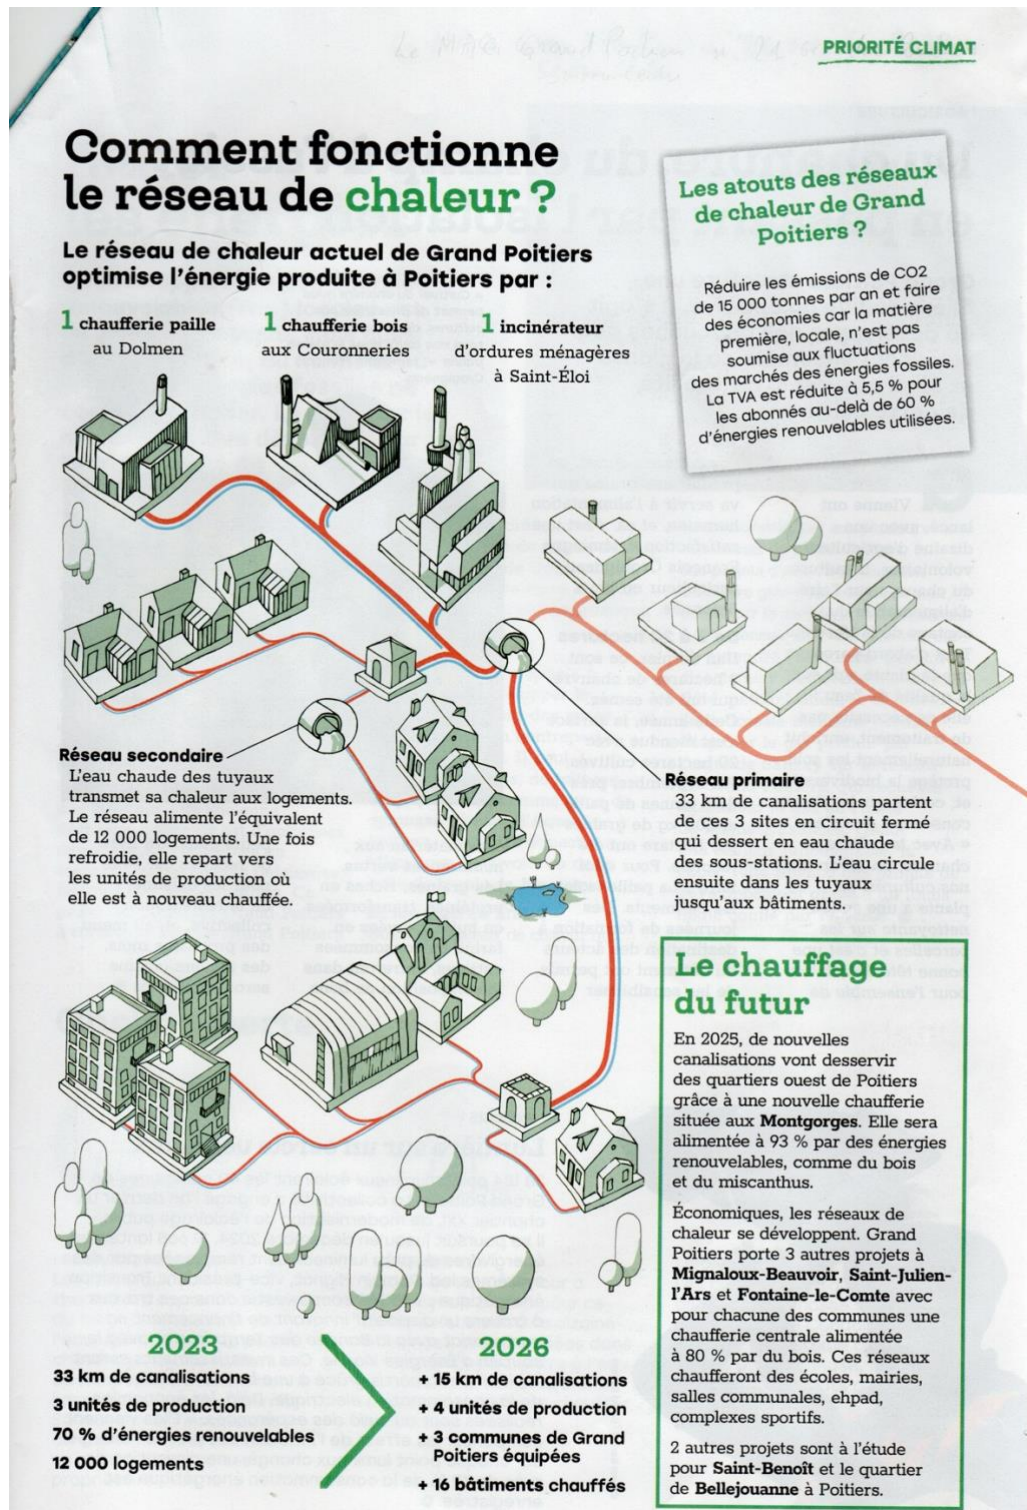 PRIORITÉ CLIMAT
Comment fonctionne
le réseau de chaleur ?
Le réseau de chaleur actuel de Grand Poitiers
optimise l'énergie produite à Poitiers par :
1 chaufferie paille
au Dolmen
1 chaufferie bois
aux Couronneries
1 incinérateur
d'ordures ménagères
à Saint-Éloi
Les atouts des réseaux
de chaleur de Grand
Poitiers ?
Réduire les émissions de CO2
de 15 000 tonnes par an et faire
des économies car la matière
première, locale, n'est pas
soumise aux fluctuations
des marchés des énergies fossiles.
La TVA est réduite à 5,5 % pour
les abonnés au-delà de 60 %
d'énergies renouvelables utilisées.
Réseau secondaire
L'eau chaude des tuyaux
transmet sa chaleur aux logements.
Le réseau alimente l'équivalent
de 12 000 logements. Une fois
refroidie, elle repart vers
les unités de production où
elle est à nouveau chauffée.
Réseau primaire
33 km de canalisations partent
de ces 3 sites en circuit fermé
qui dessert en eau chaude
des sous-stations. L'eau circule
ensuite dans les tuyaux
jusqu'aux bâtiments.
Le chauffage
du futur
En 2025, de nouvelles
canalisations vont desservir
des quartiers ouest de Poitiers
grâce à une nouvelle chaufferie
située aux Montgorges. Elle sera
alimentée à 93 % par des énergies
renouvelables, comme du bois
et du miscanthus.
Économiques, les réseaux de
chaleur se développent. Grand
Poitiers porte 3 autres projets à
Mignaloux-Beauvoir, Saint-Julien-
l'Ars et Fontaine-le-Comte avec
pour chacune des communes une
chaufferie centrale alimentée
à 80 % par du bois. Ces réseaux
chaufferont des écoles, mairies,
salles communales, ehpad,
complexes sportifs.
2 autres projets sont à l'étude
pour Saint-Benoît et le quartier
de Bellejouanne à Poitiers.
2023
33 km de canalisations
3 unités de production
70 % d'énergies renouvelables
12 000 logements
2026
+ 15 km de canalisations
+ 4 unités de production
+ 3 communes de Grand
Poitiers équipées
+ 16 bâtiments chauffés